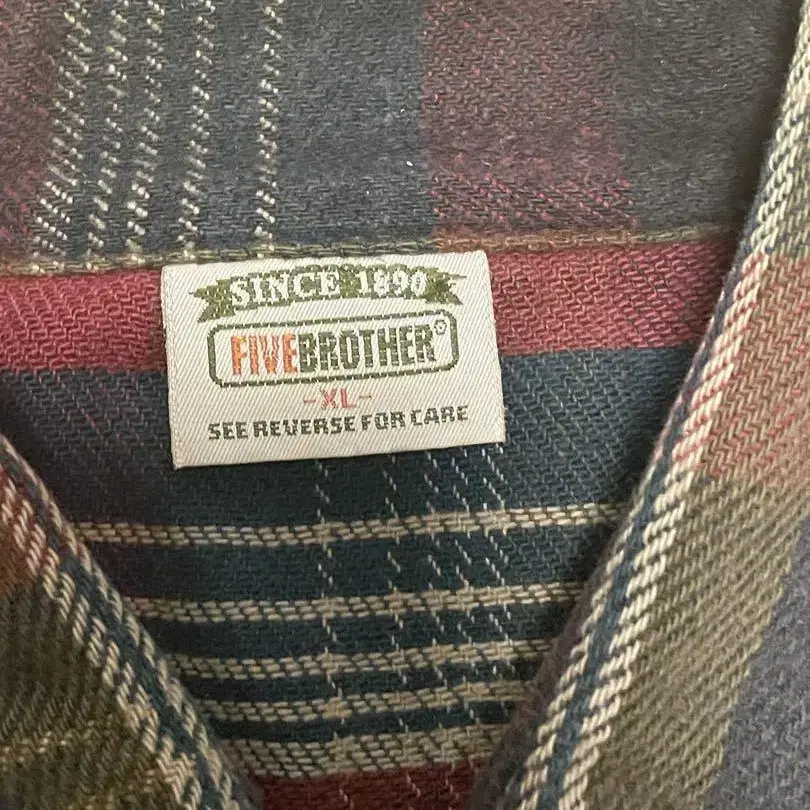 SINCE 1890
FIVEBROTHER®
-XL-
SEE REVERSE FOR CARE